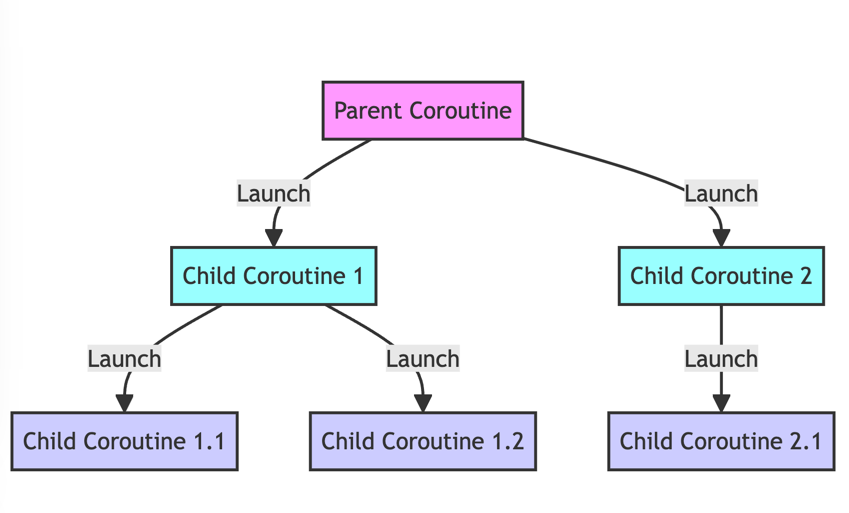 Parent Coroutine
Launch
Launch
Child Coroutine 1
Child Coroutine 2
Launch
Launch
Launch
Child Coroutine 1.1
Child Coroutine 1.2
Child Coroutine 2.1